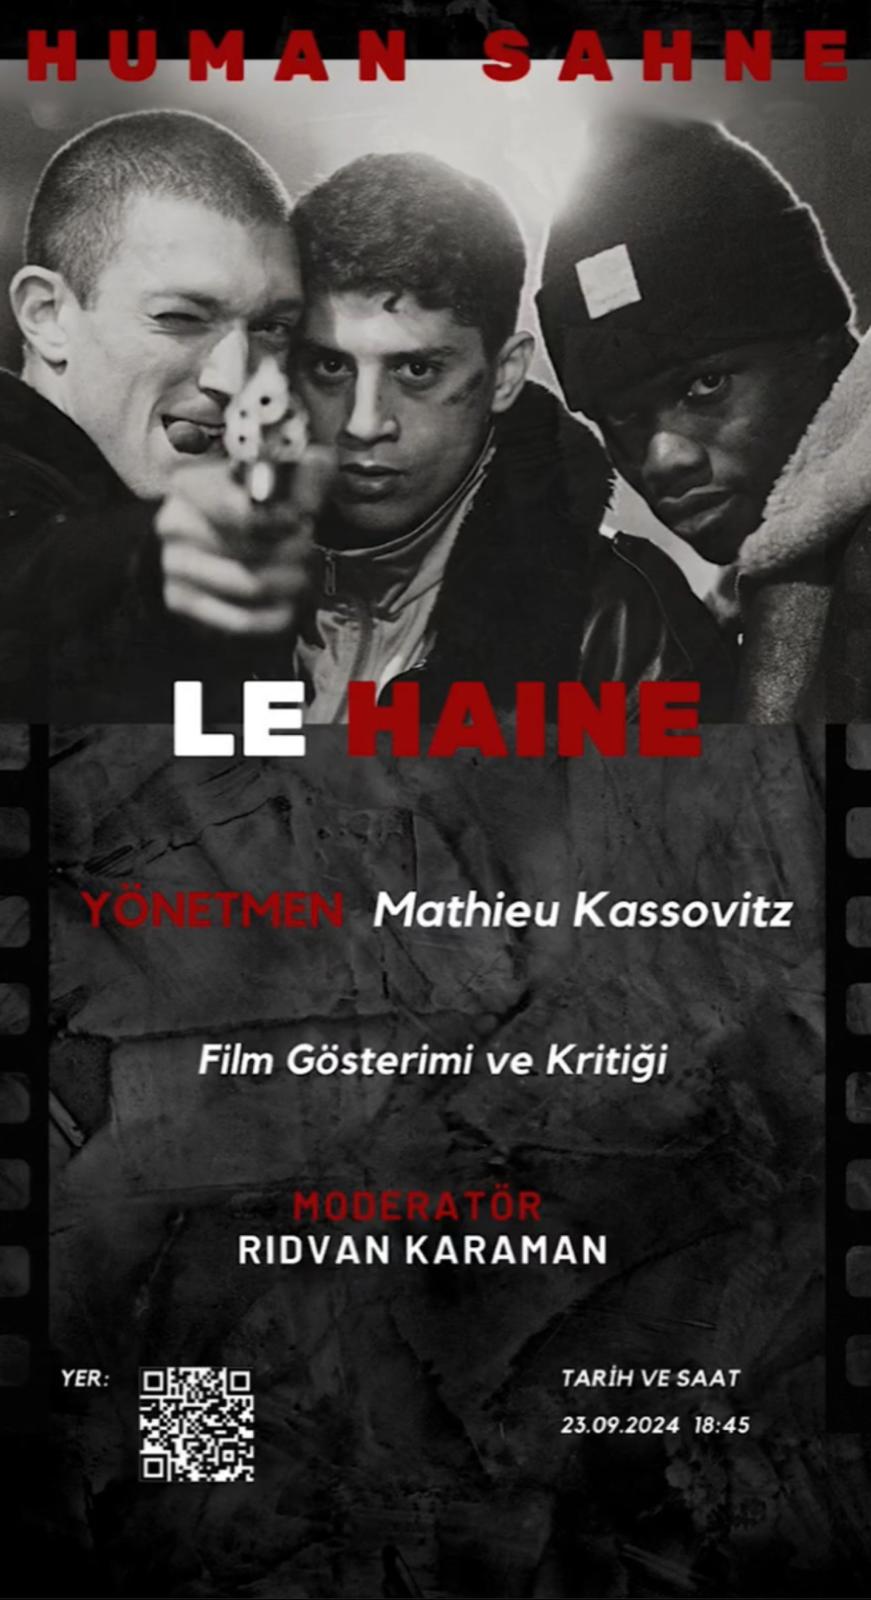 HUMAN SAHNE
LE HAINE
YÖNETMEN Mathieu Kassovitz
Film Gösterimi ve Kritiği
MODERATÖR
RIDVAN KARAMAN
YER:
TARİH VE SAAT
23.09.2024 18:45